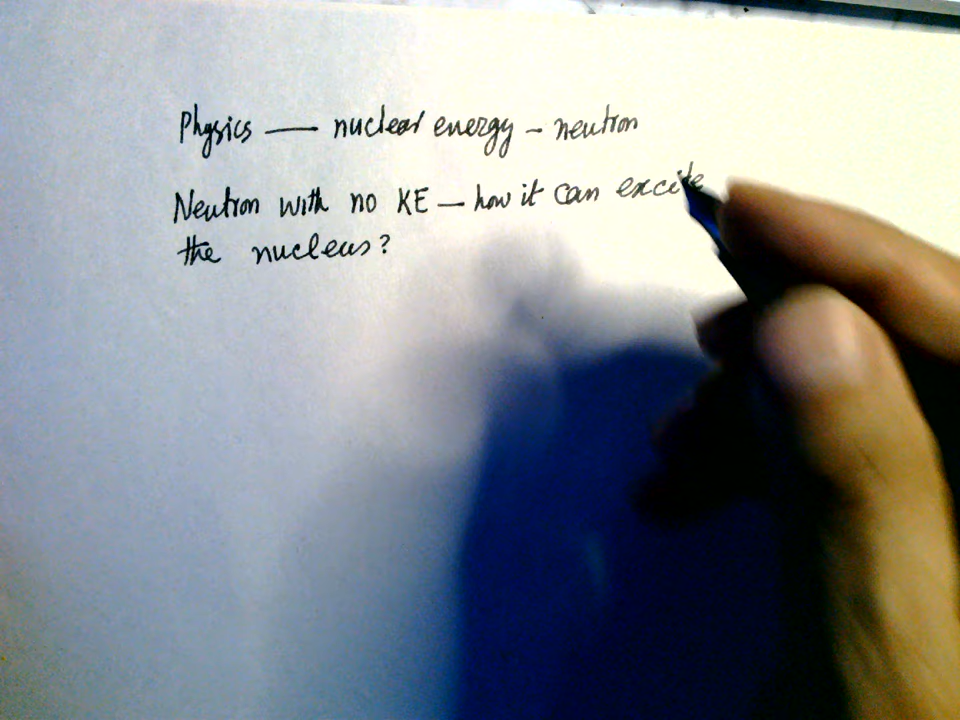 Physics — nuclear energy - neutron
Neutron with no KE — how it can excite
the nucleus?